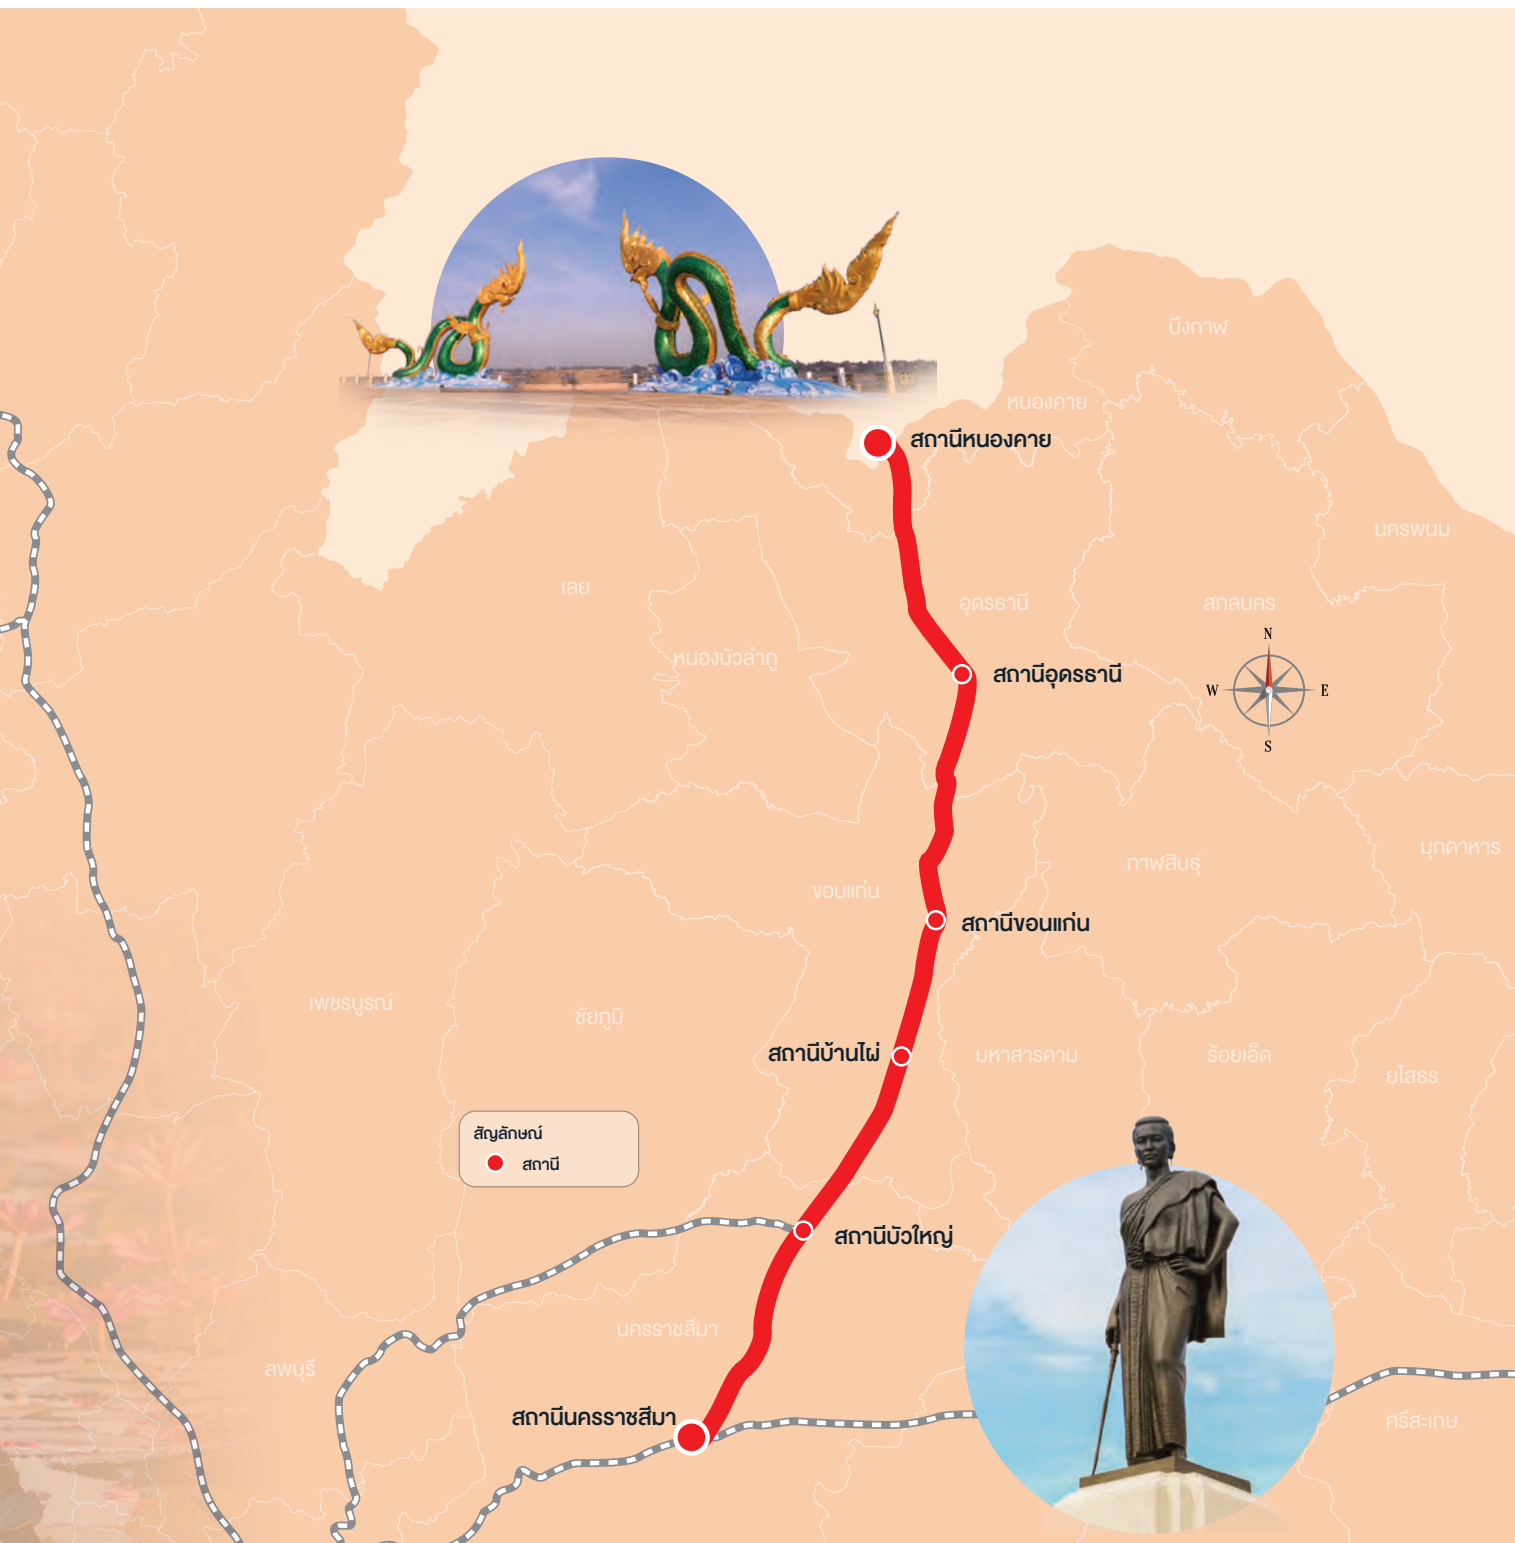 บึงกาฬ
หนองคาย
สถานีหนองคาย
นครพนม
เลย
อุดรธานี
สกลนคร
N
หนองบัวลำภู
สถานีอุดรธานี
W
E
S
มุกดาหาร
กาฬสินธุ์
ขอนแก่น
สถานีขอนแก่น
เพชรบูรณ์
ชัยภูมิ
สถานีบ้านไผ่
มหาสารคาม
ร้อยเอ็ด
ยโสธร
สัญลักษณ์
สถานี
สถานีบัวใหญ่
นครราชสีมา
ลพบุรี
สถานีนครราชสีมา
ศรีสะเกษ